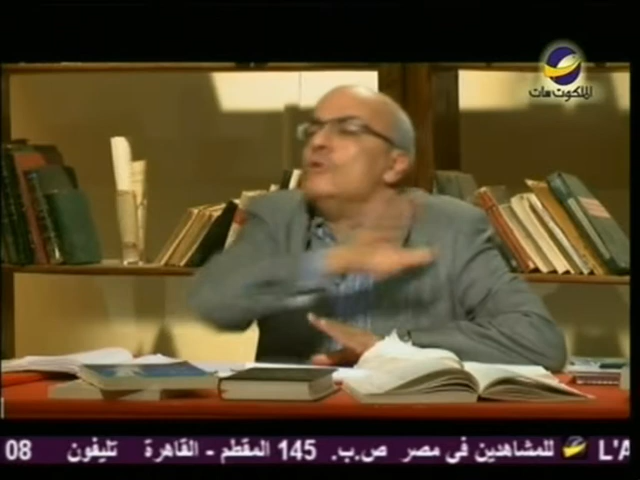 الملكوت سات
L'A للمشاهدين في مصر ص.ب. 145 المقطم - القاهرة تليفون 08